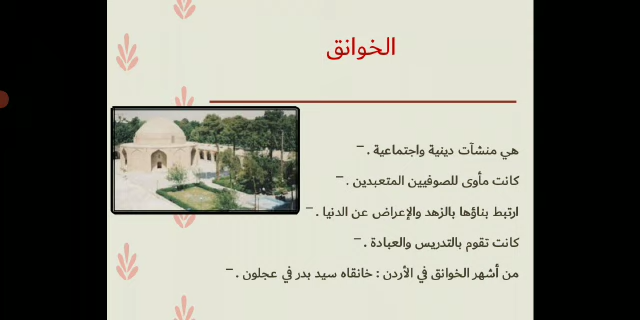 الخوانق
هي منشآت دينية واجتماعية . –
كانت مأوى للصوفيين المتعبدين . –
ارتبط بناؤها بالزهد والإعراض عن الدنيا . –
كانت تقوم بالتدريس والعبادة . –
من أشهر الخوانق في الأردن : خانقاه سيد بدر في عجلون . –